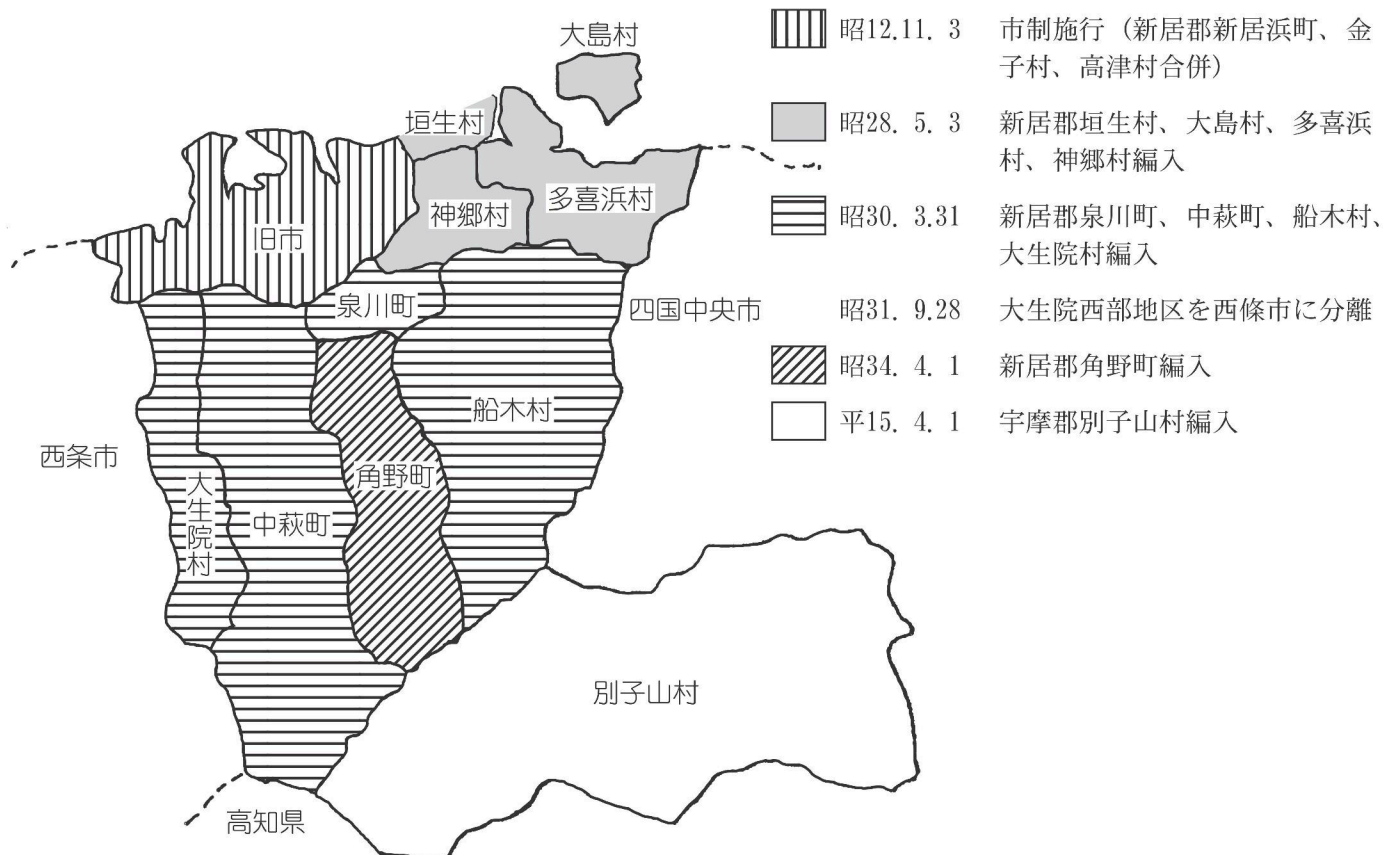 大島村
垣生村
神郷村
多喜浜村
旧市
泉川町
四国中央市
船木村
西条市
角野町
大生院村
中萩町
別子山村
高知県
昭12.11. 3 市制施行（新居郡新居浜町、金
子村、高津村合併）
昭28. 5. 3 新居郡垣生村、大島村、多喜浜
村、神郷村編入
昭30. 3.31 新居郡泉川町、中萩町、船木村、
大生院村編入
昭31. 9.28 大生院西部地区を西條市に分離
昭34. 4. 1 新居郡角野町編入
平15. 4. 1 宇摩郡別子山村編入